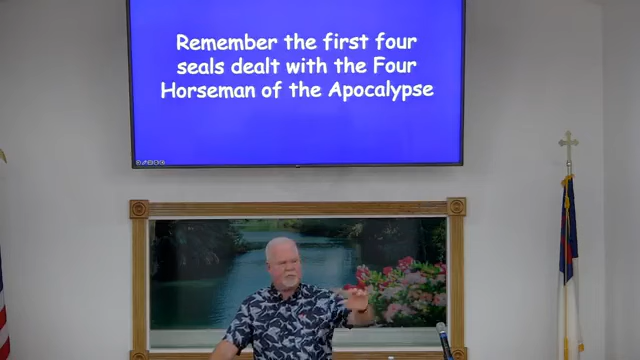 Remember the first four
seals dealt with the Four
Horseman of the Apocalypse